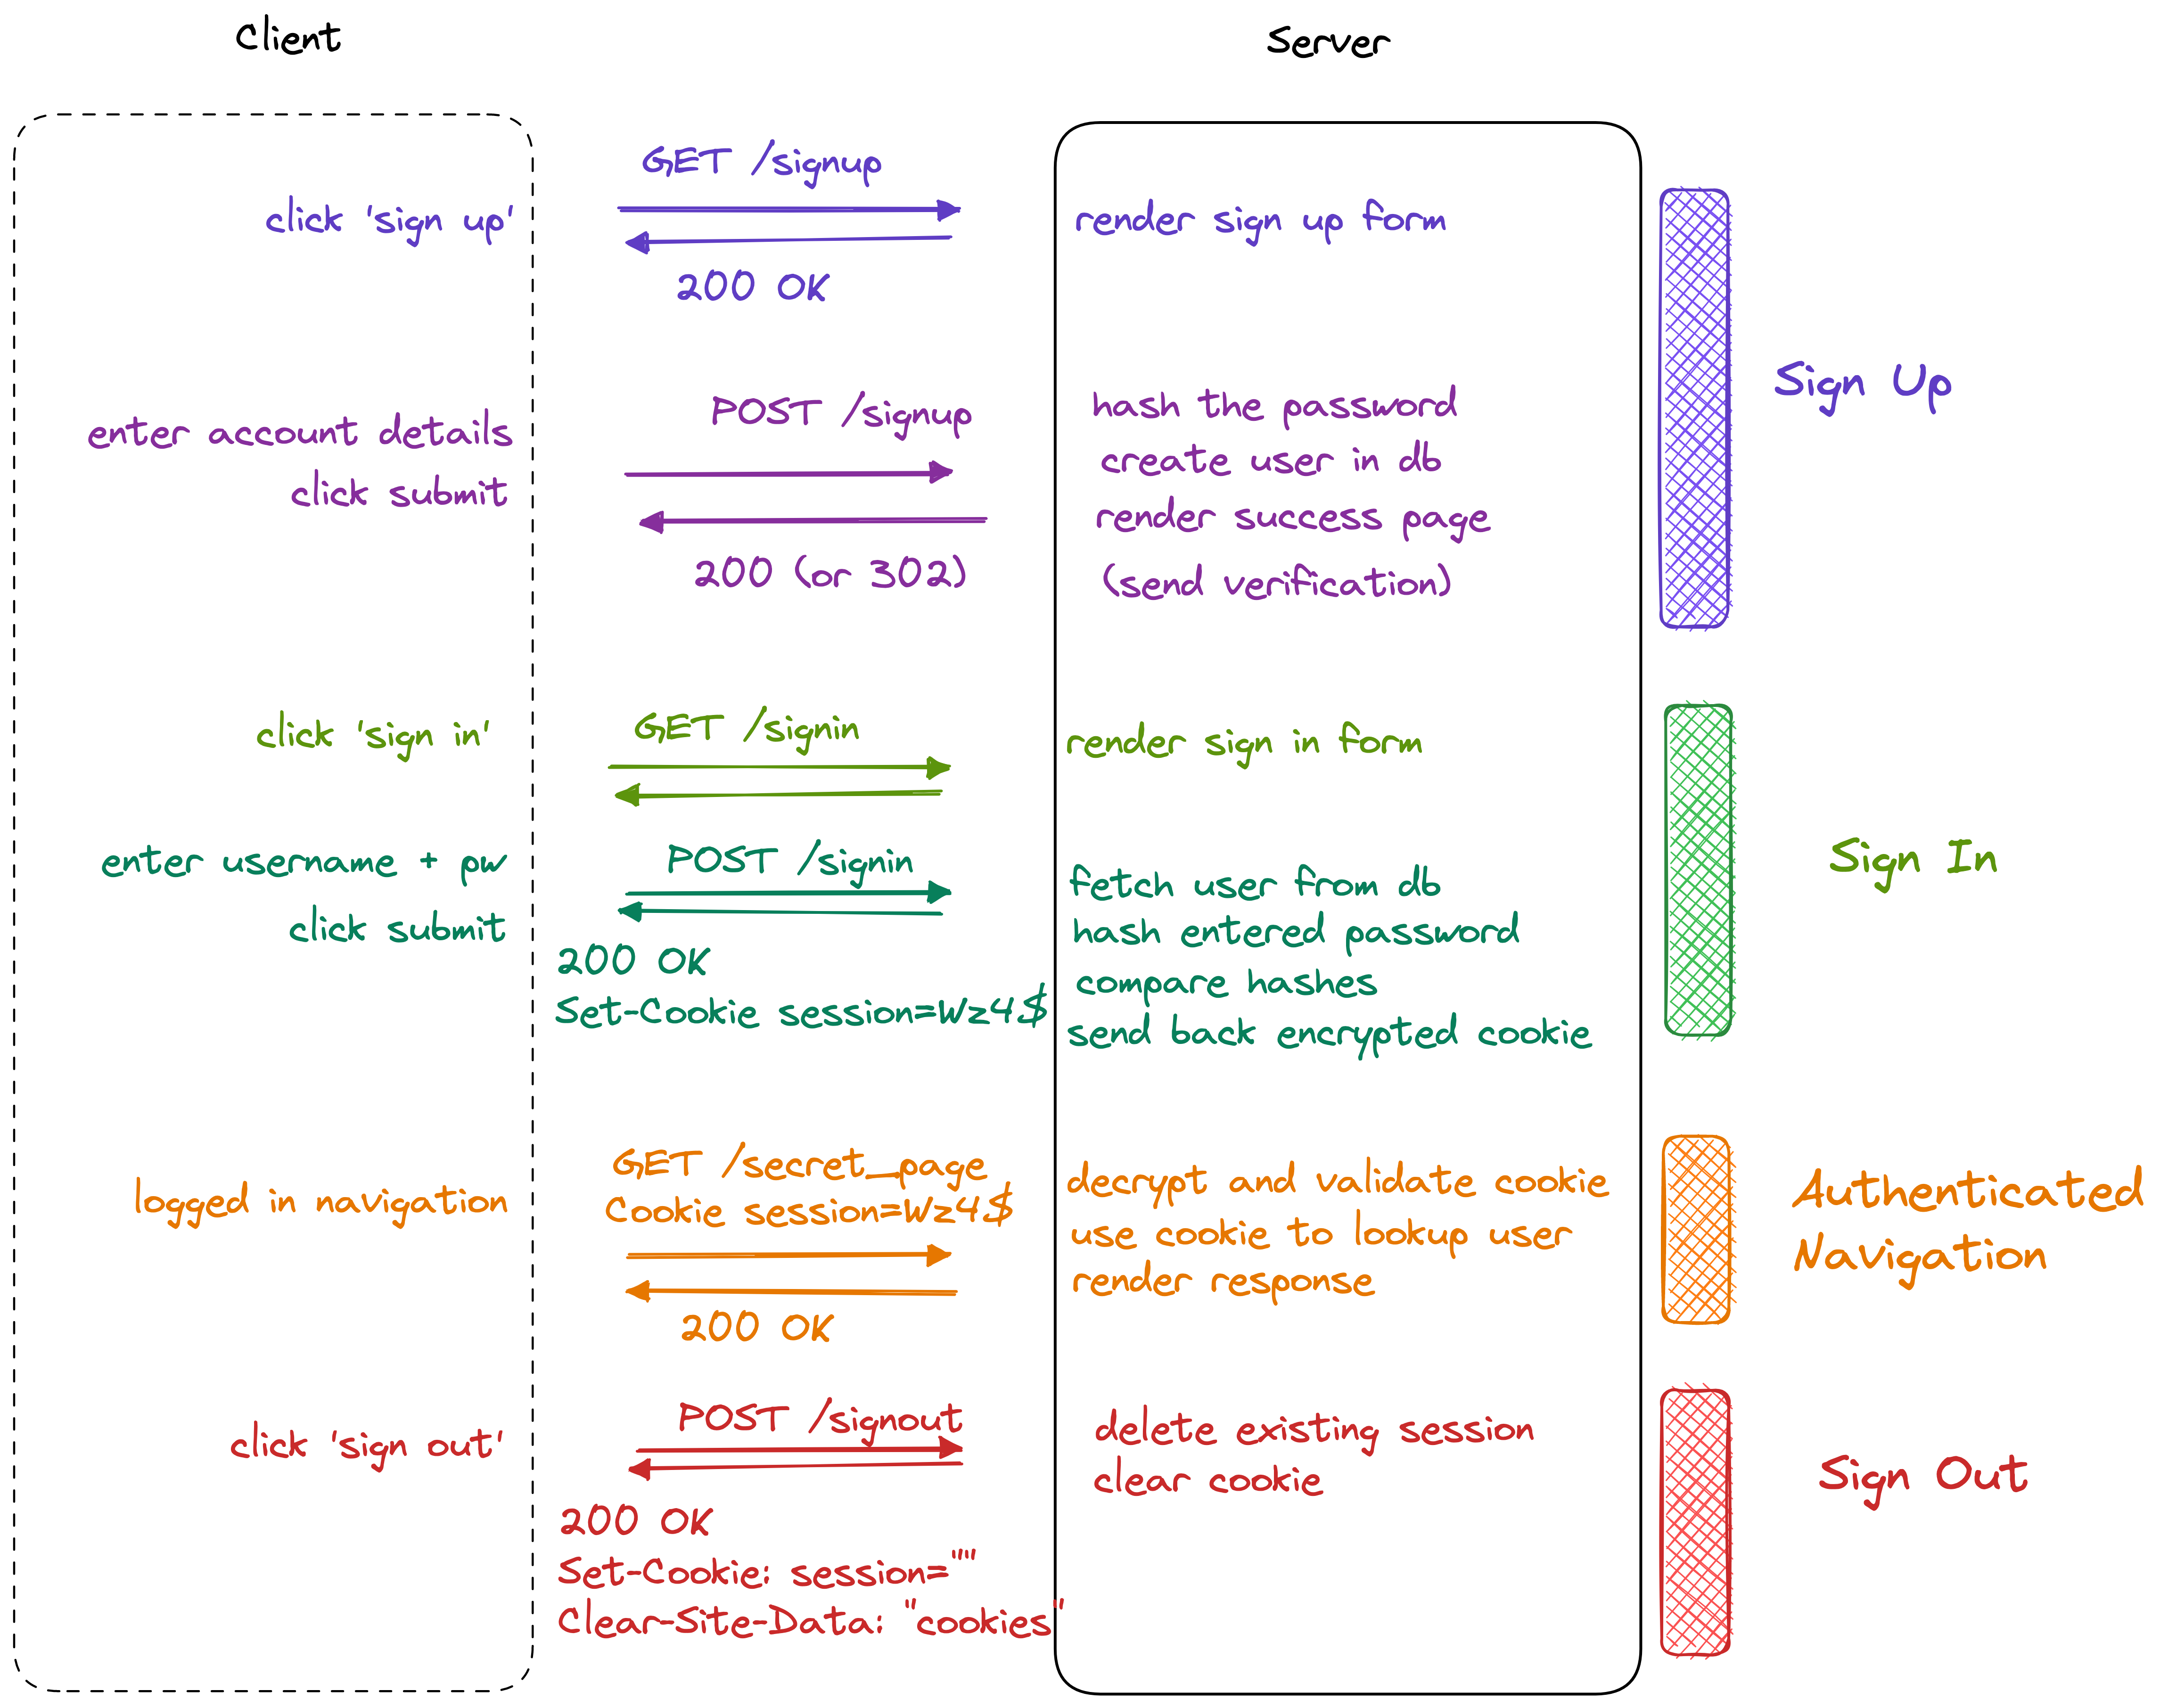 Client
Server
GET /signup
click 'sign up'
render sign up form
200 OK
Sign Up
POST /signup
enter account details
click submit
hash the password
create user in db
render success page
(send verification)
200 (or 302)
click 'sign in'
GET /signin
render sign in form
Sign In
enter username + pw
click submit
POST /signin
200 OK
Set-Cookie session=Wz4$
fetch user from db
hash entered password
compare hashes
send back encrypted cookie
logged in navigation
GET /secret_page
Cookie session=Wz4$
200 OK
decrypt and validate cookie
use cookie to lookup user
render response
Authenticated
Navigation
click 'sign out'
POST /signout
delete existing session
clear cookie
Sign Out
200 OK
Set-Cookie: session=""
Clear-Site-Data: "cookies"